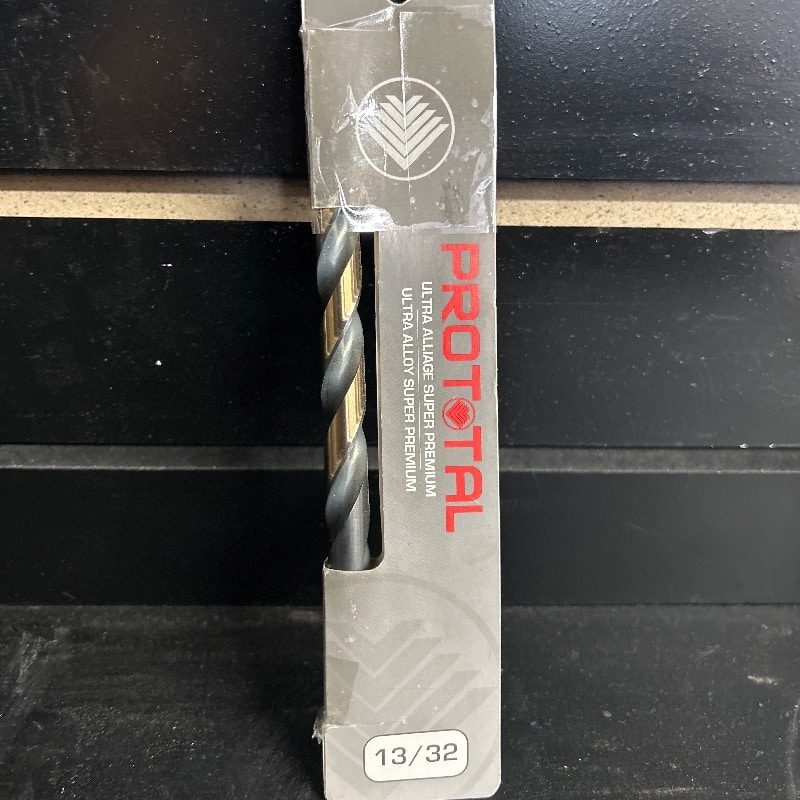 PROTOTAL
ULTRA ALLIAGE SUPER PREMIUM
ULTRA ALLOY SUPER PREMIUM
13/32